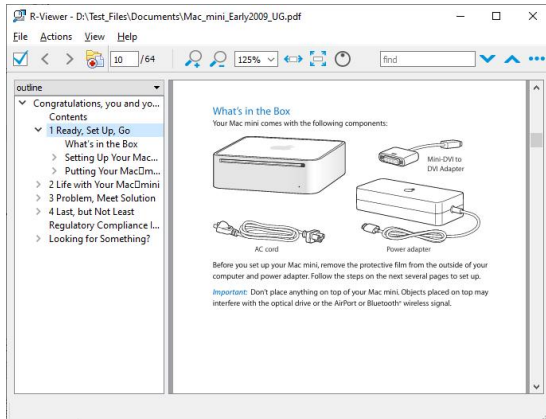 R-Viewer - D:\Test_Files\Documents\Mac_mini_Early2009_UG.pdf
File Actions View Help
10 /64 125% find
outline
Congratulations, you and yo...
Contents
1 Ready, Set Up, Go
What's in the Box
Setting Up Your Mac...
Putting Your Mac□m...
2 Life with Your Mac□mini
3 Problem, Meet Solution
4 Last, but Not Least
Regulatory Compliance I...
Looking for Something?
What's in the Box
Your Mac mini comes with the following components:
Mini-DVI to
DVI Adapter
AC cord
Power adapter
Before you set up your Mac mini, remove the protective film from the outside of your
computer and power adapter. Follow the steps on the next several pages to set up.
Important: Don't place anything on top of your Mac mini. Objects placed on top may
interfere with the optical drive or the AirPort or Bluetooth® wireless signal.